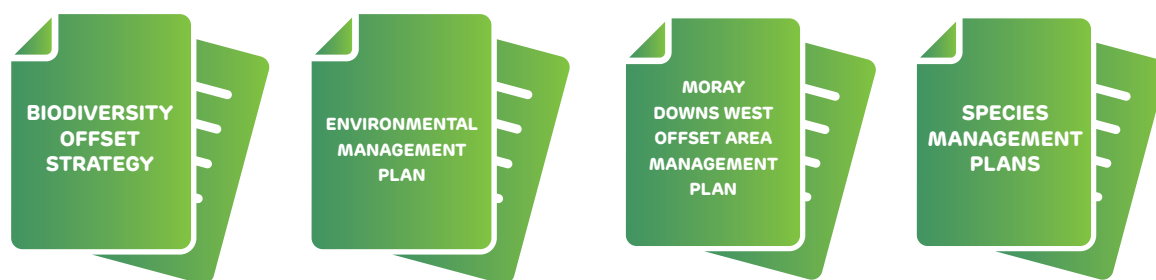 BIODIVERSITY
OFFSET
STRATEGY
ENVIRONMENTAL
MANAGEMENT
PLAN
MORAY
DOWNS WEST
OFFSET AREA
MANAGEMENT
PLAN
SPECIES
MANAGEMENT
PLANS